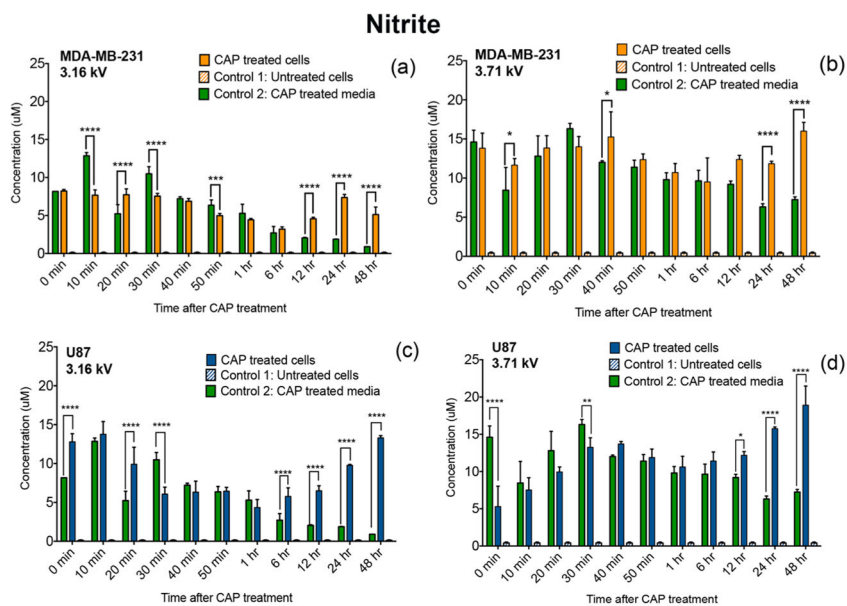 Nitrite
MDA-MB-231
3.16 kV
(a)
CAP treated cells
Control 1: Untreated cells
Control 2: CAP treated media
Concentration (uM)
25
20
15
10
5
0
****
****
****
***
****
****
****
0 min
10 min
20 min
30 min
40 min
50 min
1 hr
6 hr
12 hr
24 hr
48 hr
Time after CAP treatment
MDA-MB-231
3.71 kV
(b)
CAP treated cells
Control 1: Untreated cells
Control 2: CAP treated media
Concentration (uM)
25
20
15
10
5
0
*
*
****
****
0 min
10 min
20 min
30 min
40 min
50 min
1 hr
6 hr
12 hr
24 hr
48 hr
Time after CAP treatment
U87
3.16 kV
(c)
CAP treated cells
Control 1: Untreated cells
Control 2: CAP treated media
Concentration (uM)
25
20
15
10
5
0
****
****
****
****
****
****
****
0 min
10 min
20 min
30 min
40 min
50 min
1 hr
6 hr
12 hr
24 hr
48 hr
Time after CAP treatment
U87
3.71 kV
(d)
CAP treated cells
Control 1: Untreated cells
Control 2: CAP treated media
Concentration (uM)
25
20
15
10
5
0
****
**
*
****
****
0 min
10 min
20 min
30 min
40 min
50 min
1 hr
6 hr
12 hr
24 hr
48 hr
Time after CAP treatment